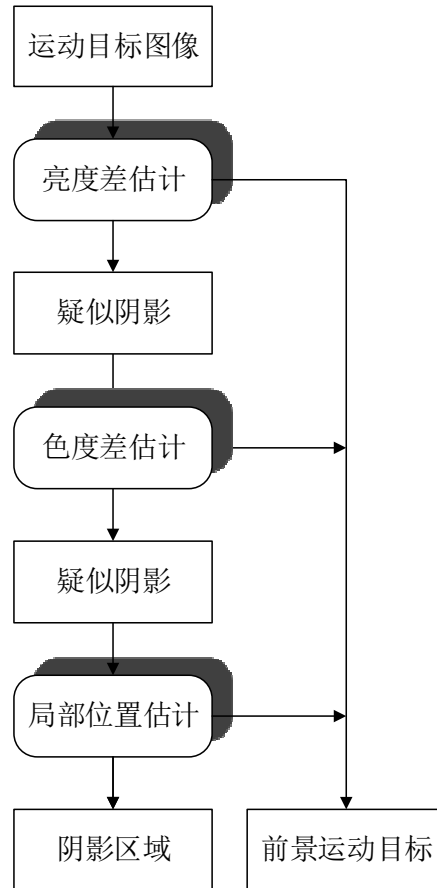 运动目标图像
亮度差估计
疑似阴影
色度差估计
疑似阴影
局部位置估计
阴影区域
前景运动目标